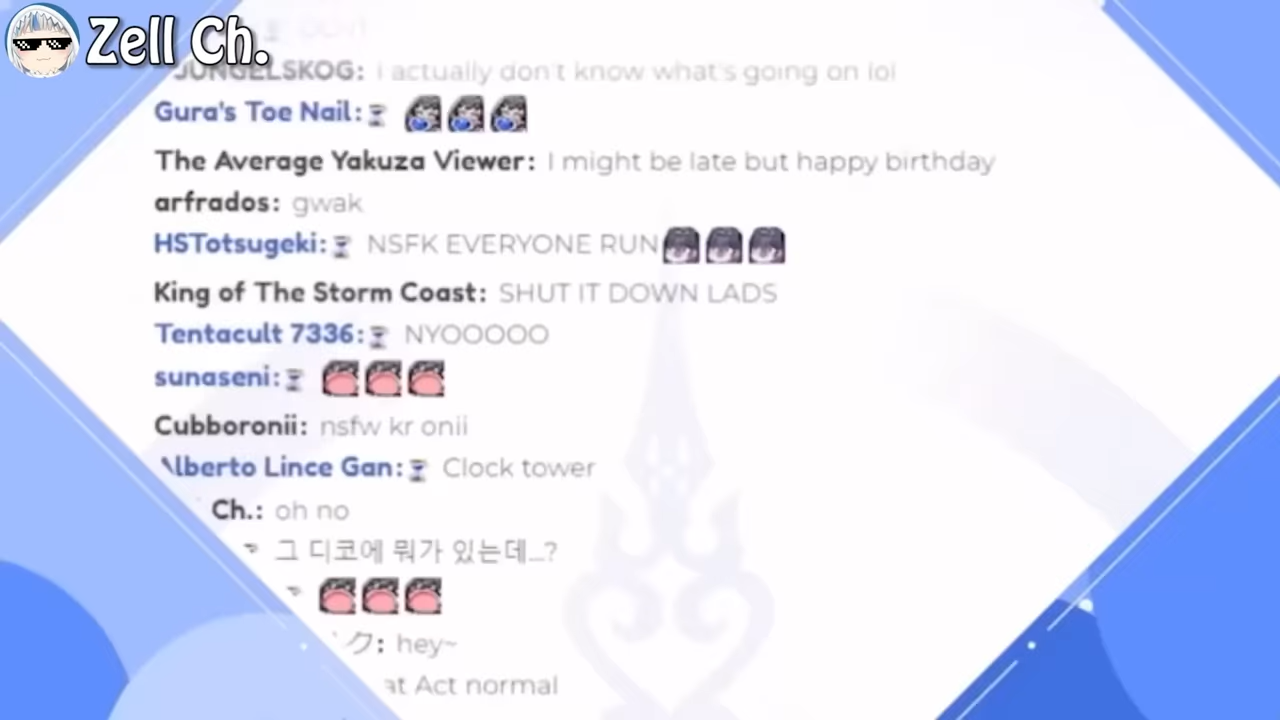 Zell Ch.
JUNGELSKOG: I actually don't know what's going on lol
Gura's Toe Nail:
The Average Yakuza Viewer: I might be late but happy birthday
arfrados: gwak
HSTotsugeki: NSFK EVERYONE RUN
King of The Storm Coast: SHUT IT DOWN LADS
Tentacult 7336: NYOOOOO
sunaseni:
Cubboronii: nsfw kr onii
Alberto Lince Gan: Clock tower
Ch.: oh no
그 디코에 뭐가 있는데...?
ク: hey~
at Act normal